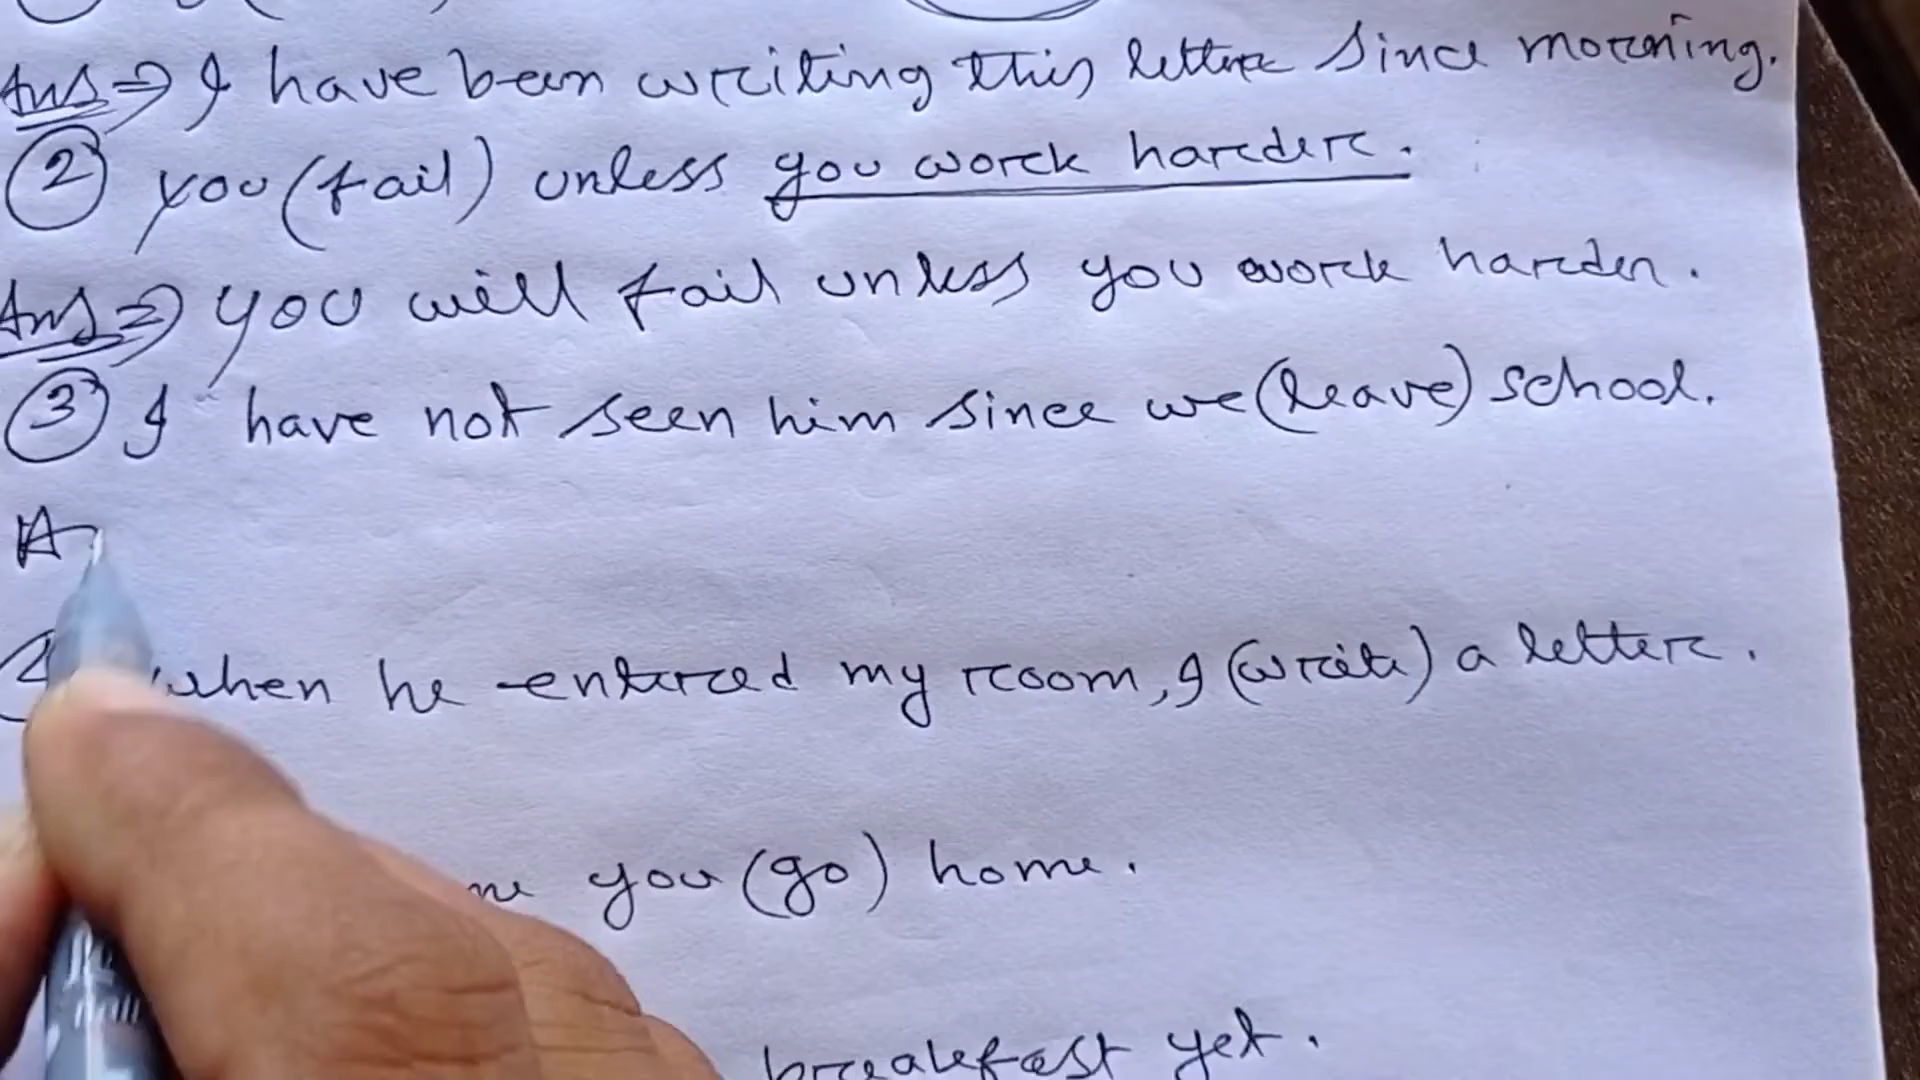 Ans⇒ I have been writing this letter since morning.
② you (fail) unless you work harder.
Ans⇒ you will fail unless you work harder.
③ I have not seen him since we (leave) school.
A
when he entered my room, I (write) a letter.
you (go) home.
breakfast yet.